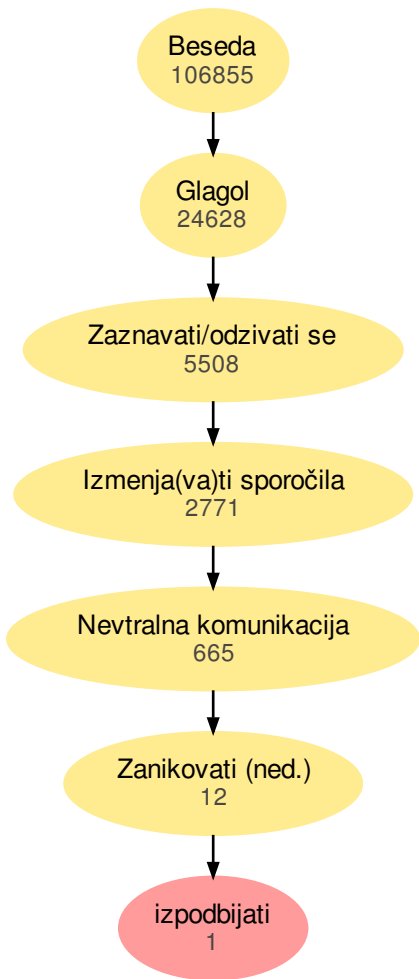 Beseda
106855
Glagol
24628
Zaznavati/odzivati se
5508
Izmenja(va)ti sporočila
2771
Nevtralna komunikacija
665
Zanikovati (ned.)
12
izpodbijati
1